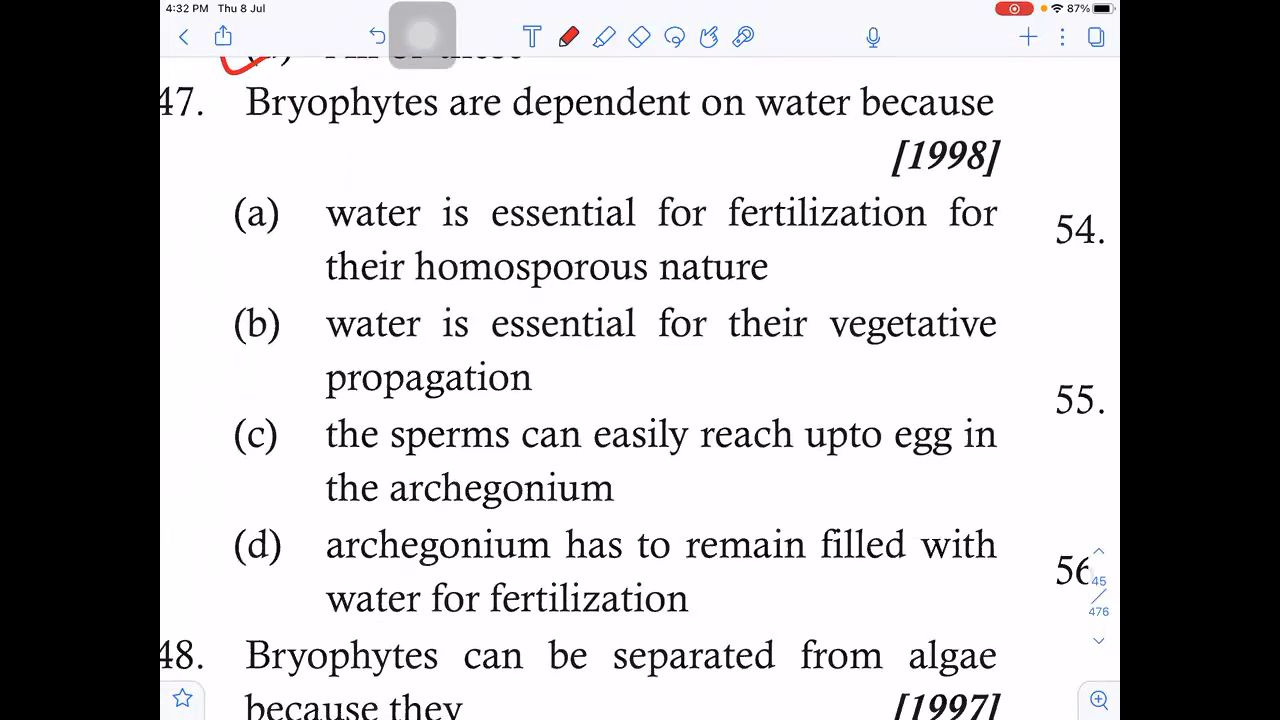 4:32 PM Thu 8 Jul
87%
T
47. Bryophytes are dependent on water because
[1998]
(a) water is essential for fertilization for
their homosporous nature
54.
(b) water is essential for their vegetative
propagation
55.
(c) the sperms can easily reach upto egg in
the archegonium
(d) archegonium has to remain filled with
water for fertilization
56
45
476
48. Bryophytes can be separated from algae
because they
[1997]